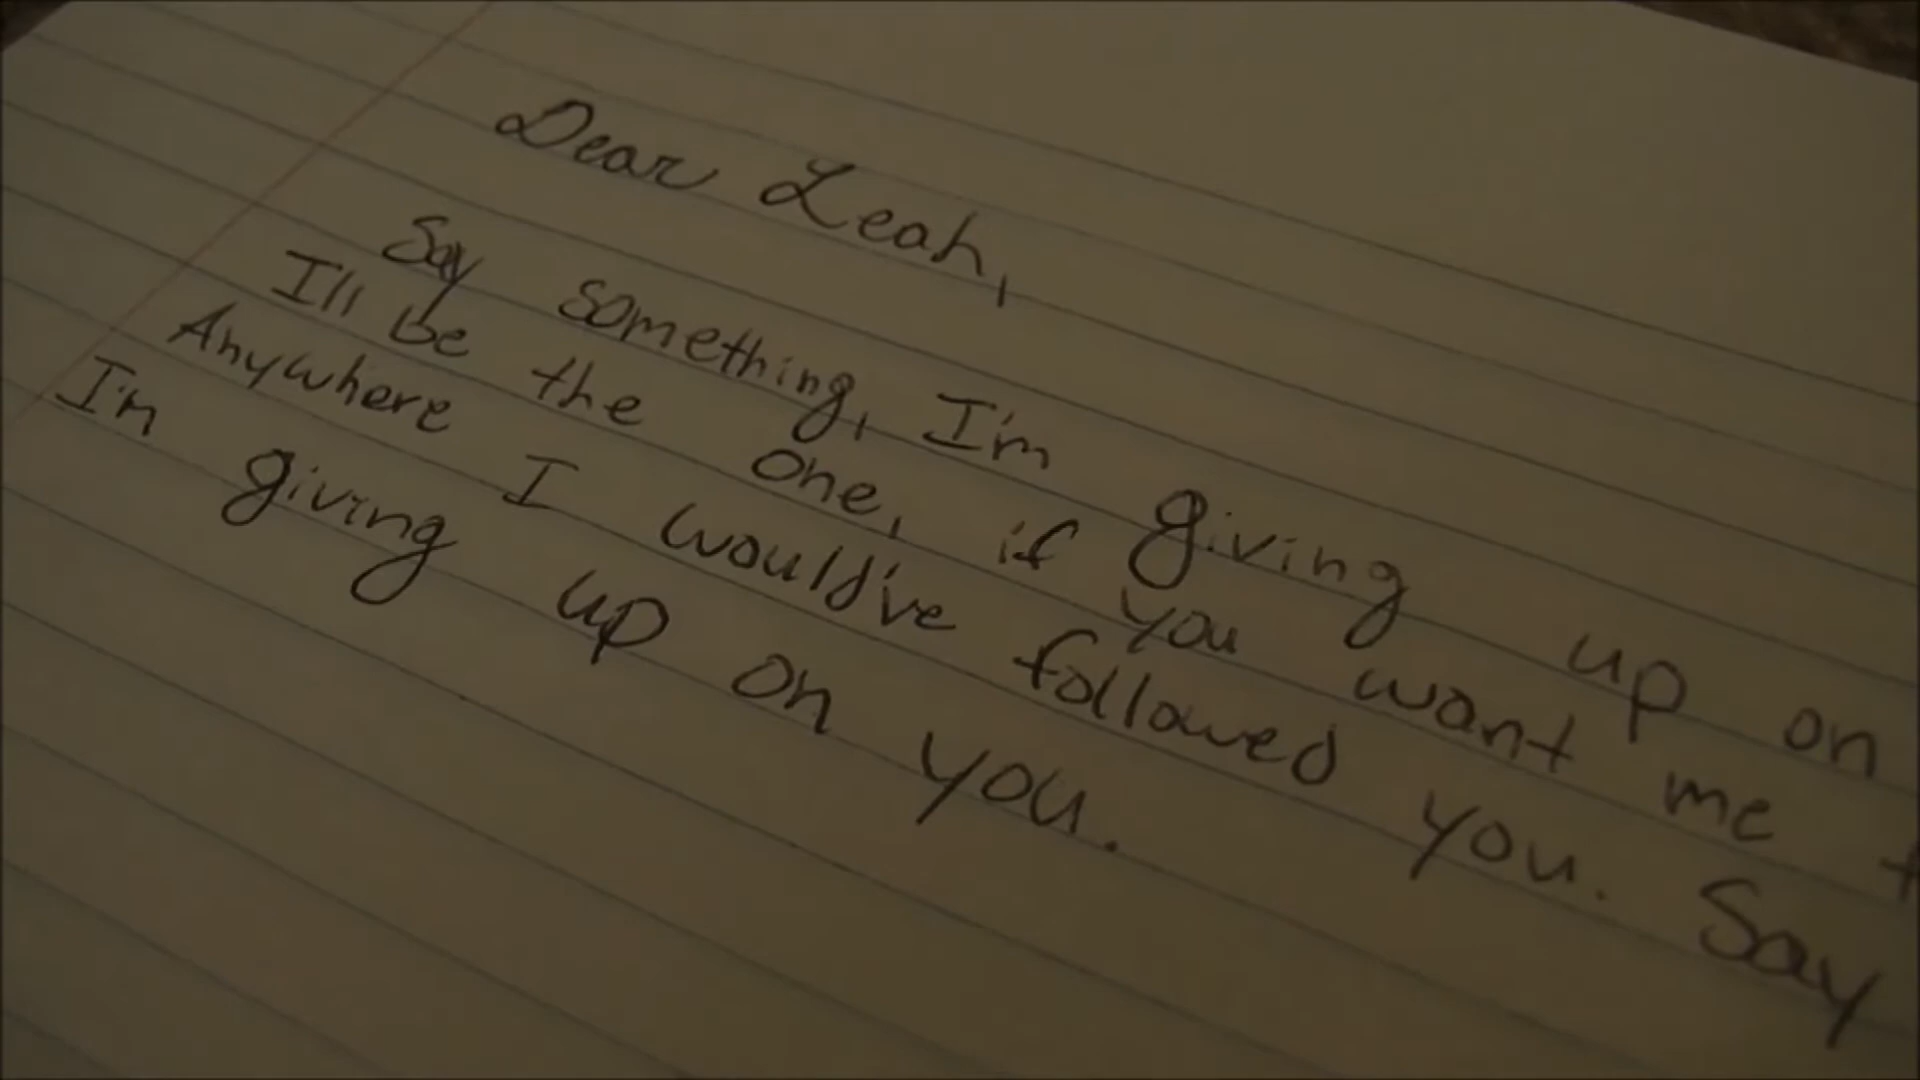 Dear Leah,
Say something, I'm giving up on
I'll be the one, if you want me t
Anywhere I would've followed you. Say
I'm giving up on you.